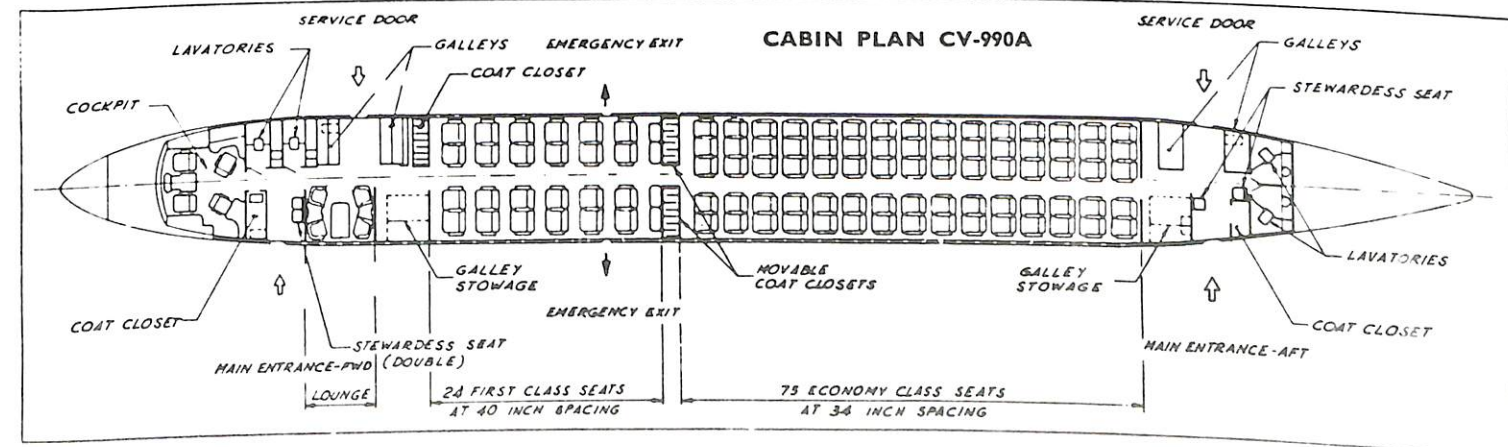 SERVICE DOOR
SERVICE DOOR
CABIN PLAN CV-990A
LAVATORIES
GALLEYS
EMERGENCY EXIT
GALLEYS
COAT CLOSET
STEWARDESS SEAT
COCKPIT
GALLEY
STOWAGE
MOVABLE
COAT CLOSETS
GALLEY
STOWAGE
LAVATORIES
EMERGENCY EXIT
COAT CLOSET
COAT CLOSET
STEWARDESS SEAT
(DOUBLE)
MAIN ENTRANCE-FWD
MAIN ENTRANCE-AFT
LOUNGE
24 FIRST CLASS SEATS
AT 40 INCH SPACING
75 ECONOMY CLASS SEATS
AT 34 INCH SPACING